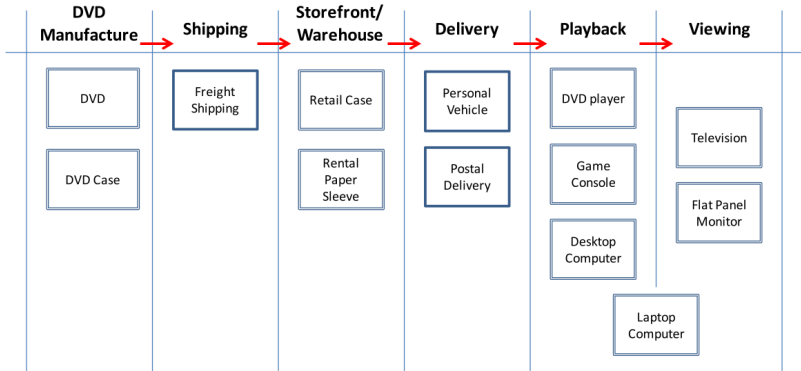 DVD
Manufacture
Shipping
Storefront/
Warehouse
Delivery
Playback
Viewing
DVD
DVD Case
Freight
Shipping
Retail Case
Rental
Paper
Sleeve
Personal
Vehicle
Postal
Delivery
DVD player
Game
Console
Desktop
Computer
Television
Flat Panel
Monitor
Laptop
Computer